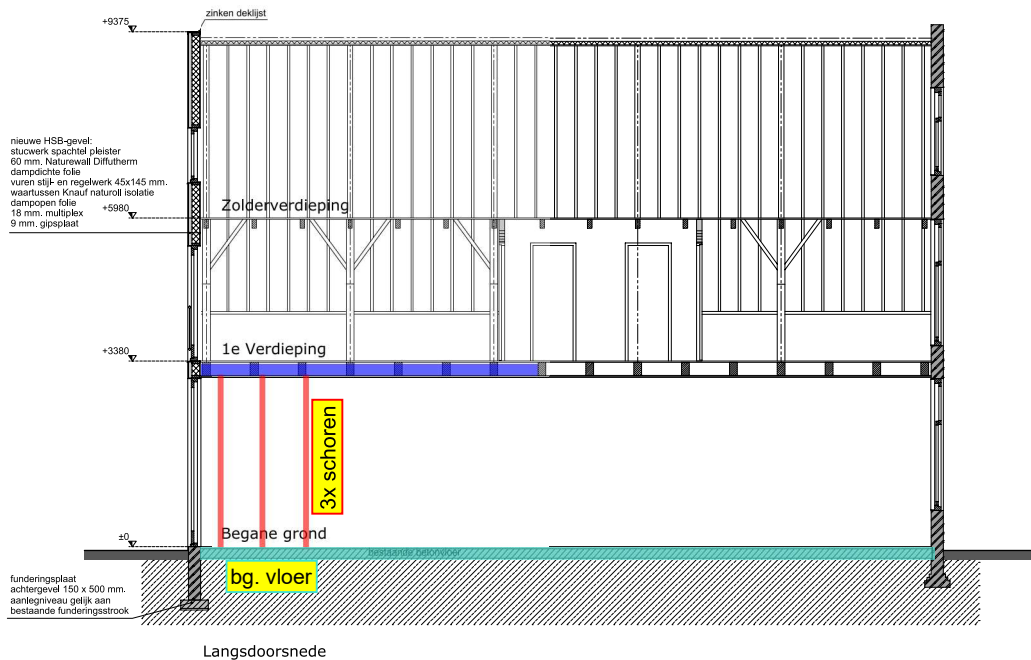 zinken deklijst
+9375
nieuwe HSB-gevel:
stucwerk spachtel pleister
60 mm. Naturewall Diffutherm
dampdichte folie
vuren stijl- en regelwerk 45x145 mm.
waartussen Knauf naturoll isolatie
dampopen folie
18 mm. multiplex
9 mm. gipsplaat
+5980
Zolderverdieping
+3380
1e Verdieping
3x schoren
±0
Begane grond
bestaande betonvloer
bg. vloer
funderingsplaat
achtergevel 150 x 500 mm.
aanlegniveau gelijk aan
bestaande funderingsstrook
Langsdoorsnede